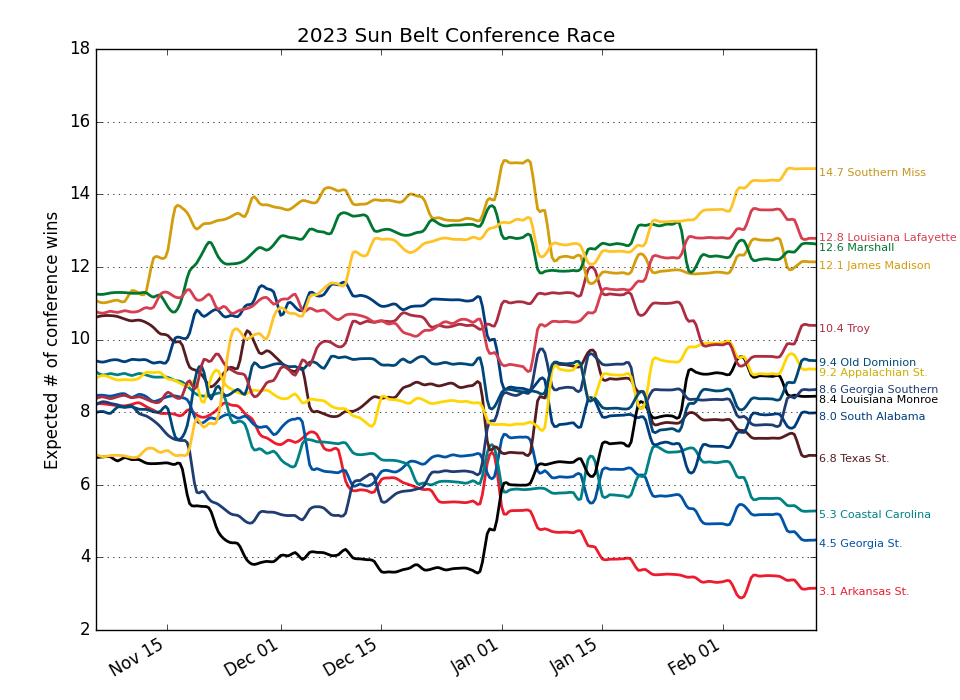 2023 Sun Belt Conference Race
Expected # of conference wins
18
16
14
12
10
8
6
4
2
14.7 Southern Miss
12.8 Louisiana Lafayette
12.6 Marshall
12.1 James Madison
10.4 Troy
9.4 Old Dominion
9.2 Appalachian St.
8.6 Georgia Southern
8.4 Louisiana Monroe
8.0 South Alabama
6.8 Texas St.
5.3 Coastal Carolina
4.5 Georgia St.
3.1 Arkansas St.
Nov 15
Dec 01
Dec 15
Jan 01
Jan 15
Feb 01